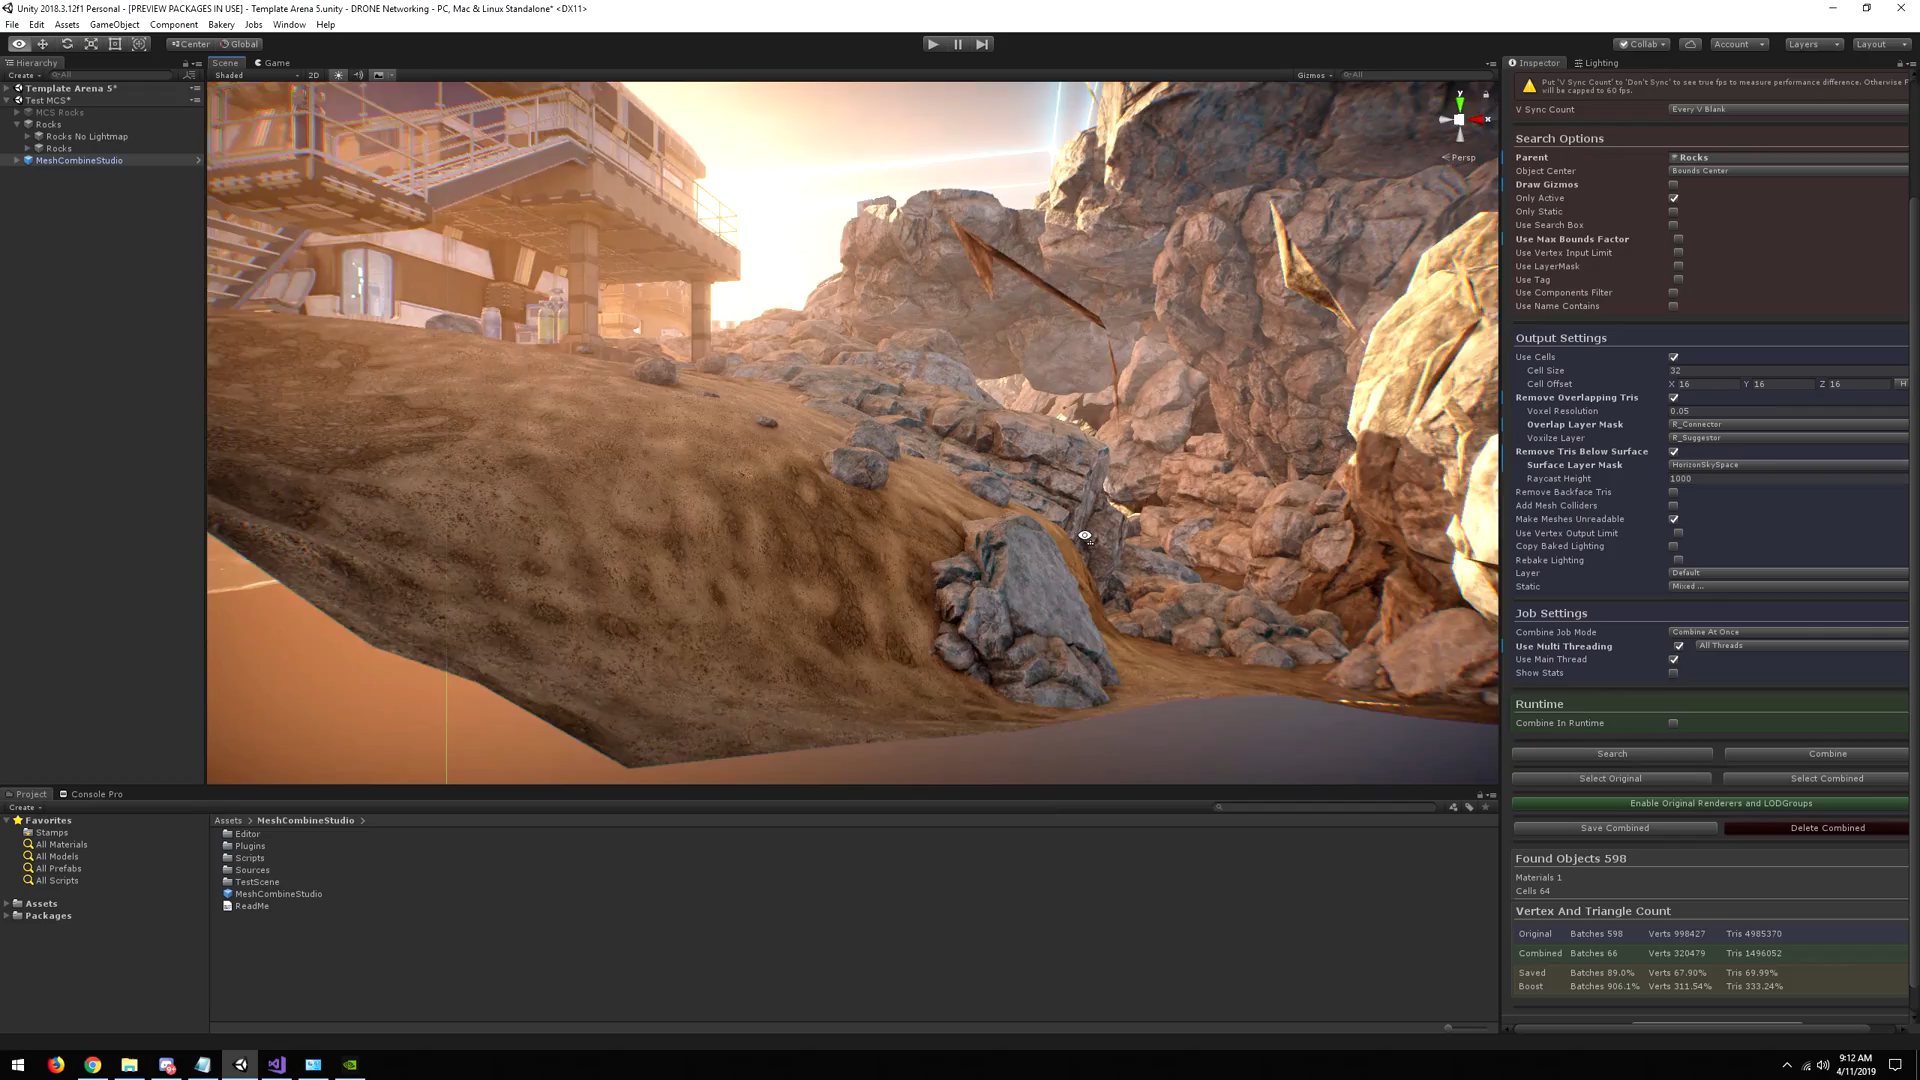 Unity 2018.3.12f1 Personal - [PREVIEW PACKAGES IN USE] - Template Arena 5.unity - DRONE Networking - PC, Mac & Linux Standalone* <DX11>
File Edit Assets GameObject Component Bakery Jobs Window Help
Center Global
Collab Account Layers Layout
Hierarchy
Create All
Template Arena 5*
Test MCS*
MCS Rocks
Rocks
Rocks No Lightmap
Rocks
MeshCombineStudio
Scene Game
Shaded 2D Gizmos All
y
x
Persp
Inspector Lighting
Put 'V Sync Count' to 'Don't Sync' to see true fps to measure performance difference. Otherwise F
will be capped to 60 fps.
V Sync Count Every V Blank
Search Options
Parent Rocks
Object Center Bounds Center
Draw Gizmos
Only Active
Only Static
Use Search Box
Use Max Bounds Factor
Use Vertex Input Limit
Use LayerMask
Use Tag
Use Components Filter
Use Name Contains
Output Settings
Use Cells
Cell Size 32
Cell Offset X 16 Y 16 Z 16 H
Remove Overlapping Tris
Voxel Resolution 0.05
Overlap Layer Mask R_Connector
Voxilze Layer R_Suggestor
Remove Tris Below Surface
Surface Layer Mask HorizonSkySpace
Raycast Height 1000
Remove Backface Tris
Add Mesh Colliders
Make Meshes Unreadable
Use Vertex Output Limit
Copy Baked Lighting
Rebake Lighting
Layer Default
Static Mixed ...
Job Settings
Combine Job Mode Combine At Once
Use Multi Threading All Threads
Use Main Thread
Show Stats
Runtime
Combine In Runtime
Search Combine
Select Original Select Combined
Enable Original Renderers and LODGroups
Save Combined Delete Combined
Found Objects 598
Materials 1
Cells 64
Vertex And Triangle Count
Original Batches 598 Verts 998427 Tris 4985370
Combined Batches 66 Verts 320479 Tris 1496052
Saved Batches 89.0% Verts 67.90% Tris 69.99%
Boost Batches 906.1% Verts 311.54% Tris 333.24%
Project Console Pro
Create
Favorites
Stamps
All Materials
All Models
All Prefabs
All Scripts
Assets
Packages
Assets > MeshCombineStudio >
Editor
Plugins
Scripts
Sources
TestScene
MeshCombineStudio
ReadMe
9:12 AM
4/11/2019